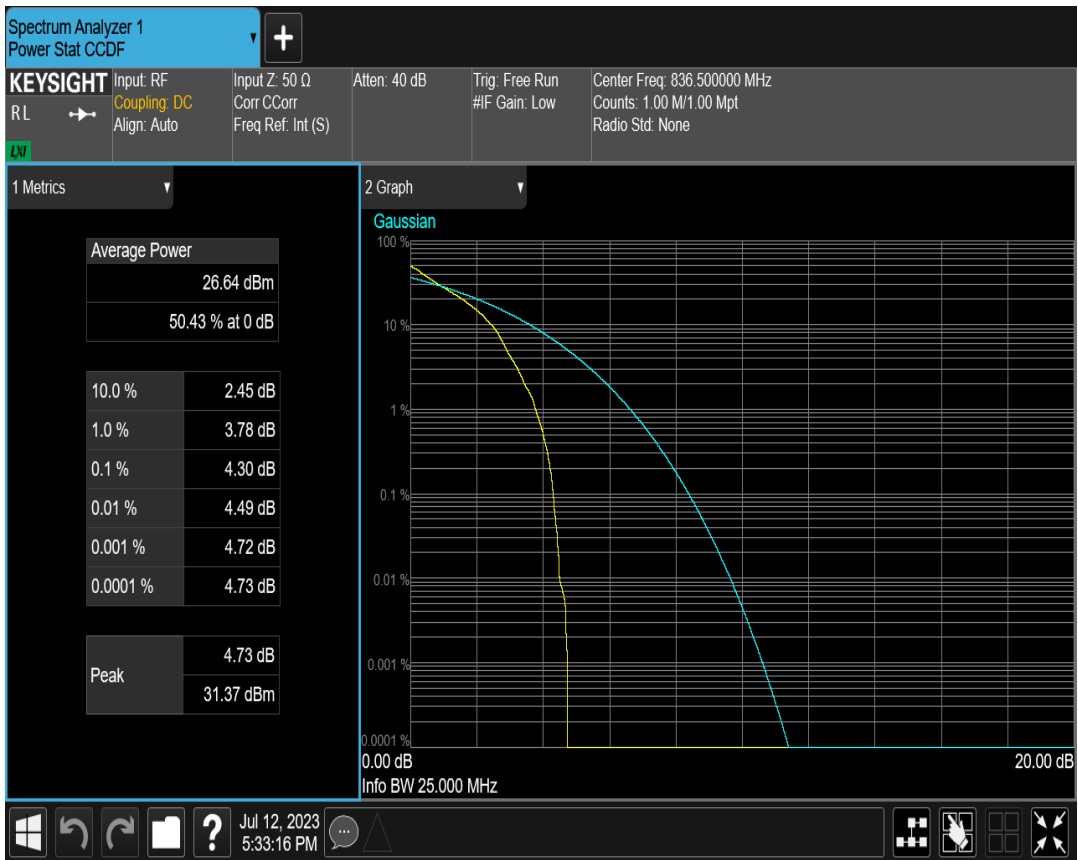 Spectrum Analyzer 1
Power Stat CCDF
KEYSIGHT
RL
LXI
Input: RF
Coupling: DC
Align: Auto
Input Z: 50 Ω
Corr CCorr
Freq Ref: Int (S)
Atten: 40 dB
Trig: Free Run
#IF Gain: Low
Center Freq: 836.500000 MHz
Counts: 1.00 M/1.00 Mpt
Radio Std: None
1 Metrics
Average Power
26.64 dBm
50.43 % at 0 dB
10.0 % 2.45 dB
1.0 % 3.78 dB
0.1 % 4.30 dB
0.01 % 4.49 dB
0.001 % 4.72 dB
0.0001 % 4.73 dB
Peak
4.73 dB
31.37 dBm
2 Graph
Gaussian
100 %
10 %
1 %
0.1 %
0.01 %
0.001 %
0.0001 %
0.00 dB 20.00 dB
Info BW 25.000 MHz
? Jul 12, 2023
5:33:16 PM